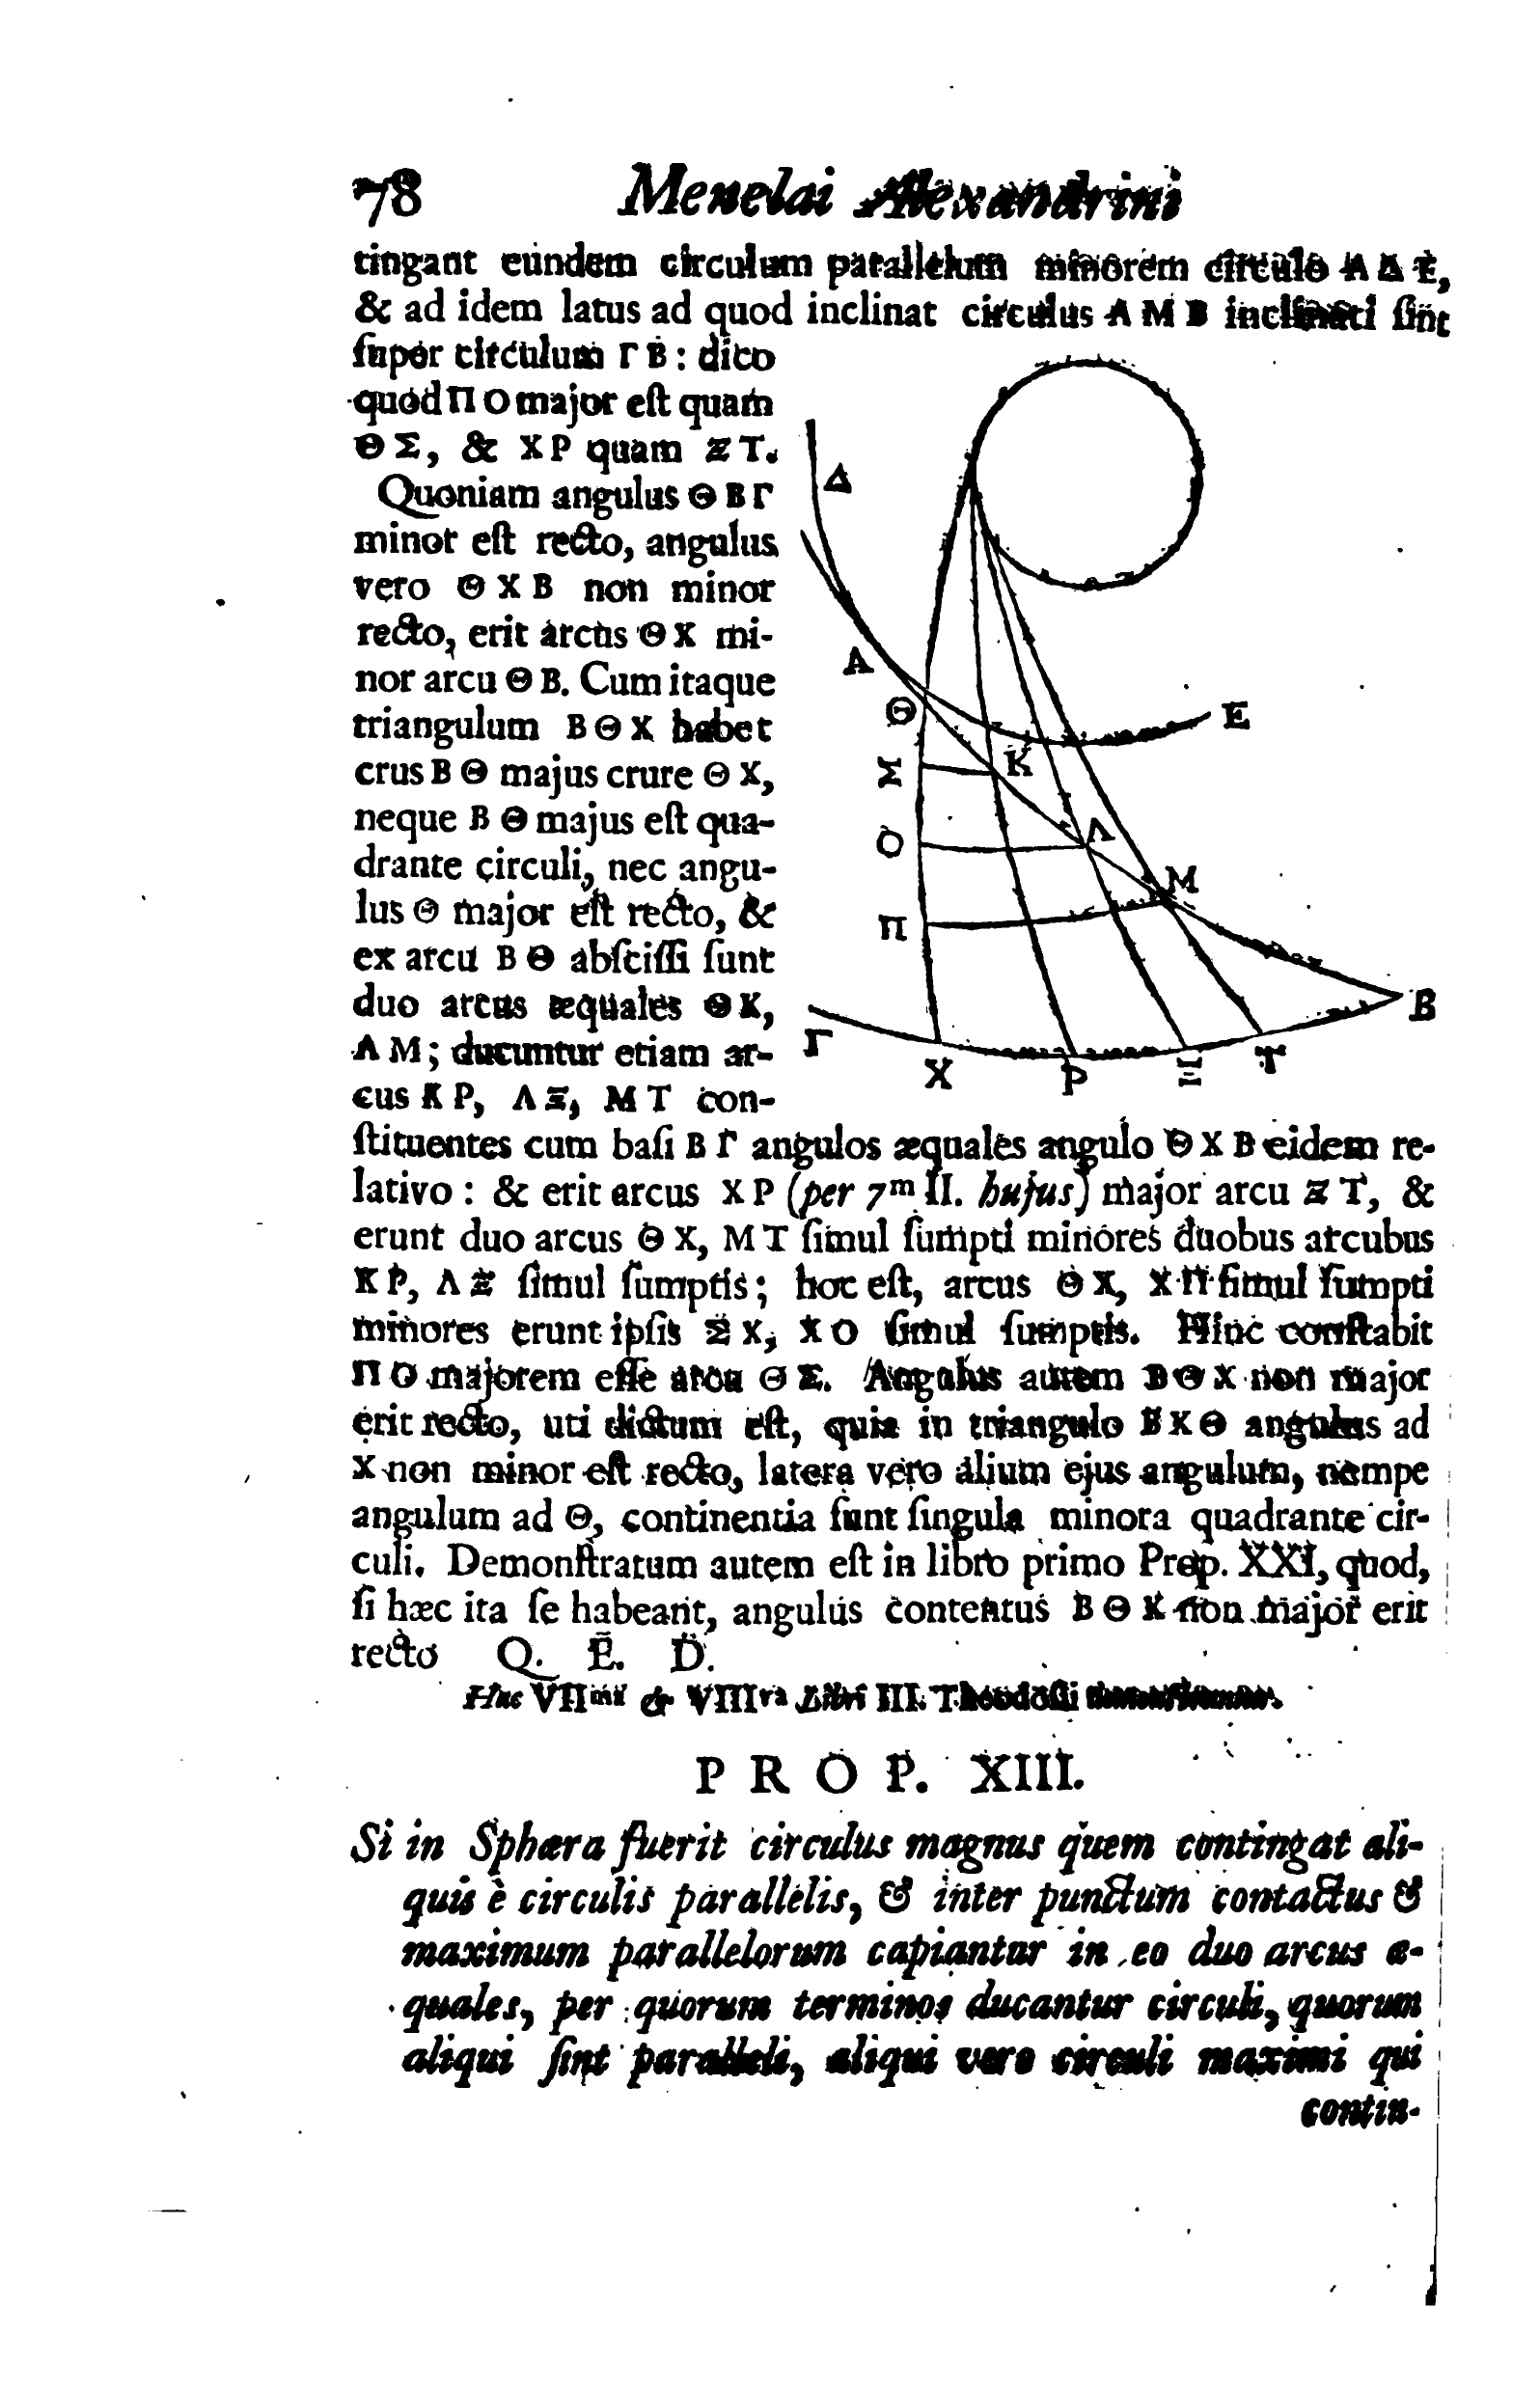 78 Menelai Alexandrini
tingant eundem circulum parallelum minorem circulo Α Δ Ε,
& ad idem latus ad quod inclinat circulus Α Μ Β inclinati ſint
ſuper circulum Γ Β : dico
quod Π Ο major eſt quam
Θ Σ, & Χ Ρ quam Ξ Τ.
Quoniam angulus Θ Β Γ
minor eſt recto, angulus
vero Θ Χ Β non minor
recto, erit arcus Θ Χ mi-
nor arcu Θ Β. Cum itaque
triangulum Β Θ Χ habet
crus Β Θ majus crure Θ Χ,
neque Β Θ majus eſt qua-
drante circuli, nec angu-
lus Θ major eſt recto, &
ex arcu Β Θ abſciſſi ſunt
duo arcus æquales Θ Κ,
Λ Μ; ducuntur etiam ar-
cus Κ Ρ, Λ Ξ, Μ Τ con-
ſtituentes cum baſi Β Γ angulos æquales angulo Θ Χ Β eidem re-
lativo : & erit arcus Χ Ρ (per 7m II. hujus) major arcu Ξ Τ, &
erunt duo arcus Θ Χ, Μ Τ ſimul ſumpti minores duobus arcubus
Κ Ρ, Λ Ξ ſimul ſumptis; hoc eſt, arcus Θ Χ, Χ Π ſimul ſumpti
minores erunt ipſis Σ Χ, Χ Ο ſimul ſumptis. Hinc conſtabit
Π Ο majorem eſſe arcu Θ Σ. Angulus autem Β Θ Χ non major
erit recto, uti dictum eſt, quia in triangulo Β Χ Θ angulus ad
Χ non minor eſt recto, latera vero alium ejus angulum, nempe
angulum ad Θ, continentia ſunt ſingula minora quadrante cir-
culi. Demonſtratum autem eſt in libro primo Prop. XXI, quod,
ſi hæc ita ſe habeant, angulus contentus Β Θ Χ non major erit
recto Q. E. D.
Δ
Α
Θ
Ε
Σ
Κ
Ο
Λ
Μ
Π
Β
Γ
Χ
Ρ
Ξ
Τ
Hac VIIma & VIIIva Libri III. Theodoſii
PROP. XIII.
Si in Sphæra fuerit circulus magnus quem contingat ali-
quis è circulis parallelis, & inter punctum contactus &
maximum parallelorum capiantur in eo duo arcus æ-
quales, per quorum terminos ducantur circuli, quorum
aliqui ſint paralleli, aliqui vero circuli maximi qui
contin-